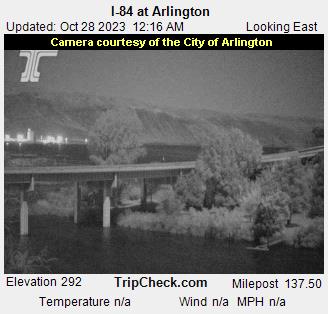 I-84 at Arlington
Updated: Oct 28 2023 12:16 AM Looking East
Camera courtesy of the City of Arlington
Elevation 292 TripCheck.com Milepost 137.50
Temperature n/a Wind n/a MPH n/a